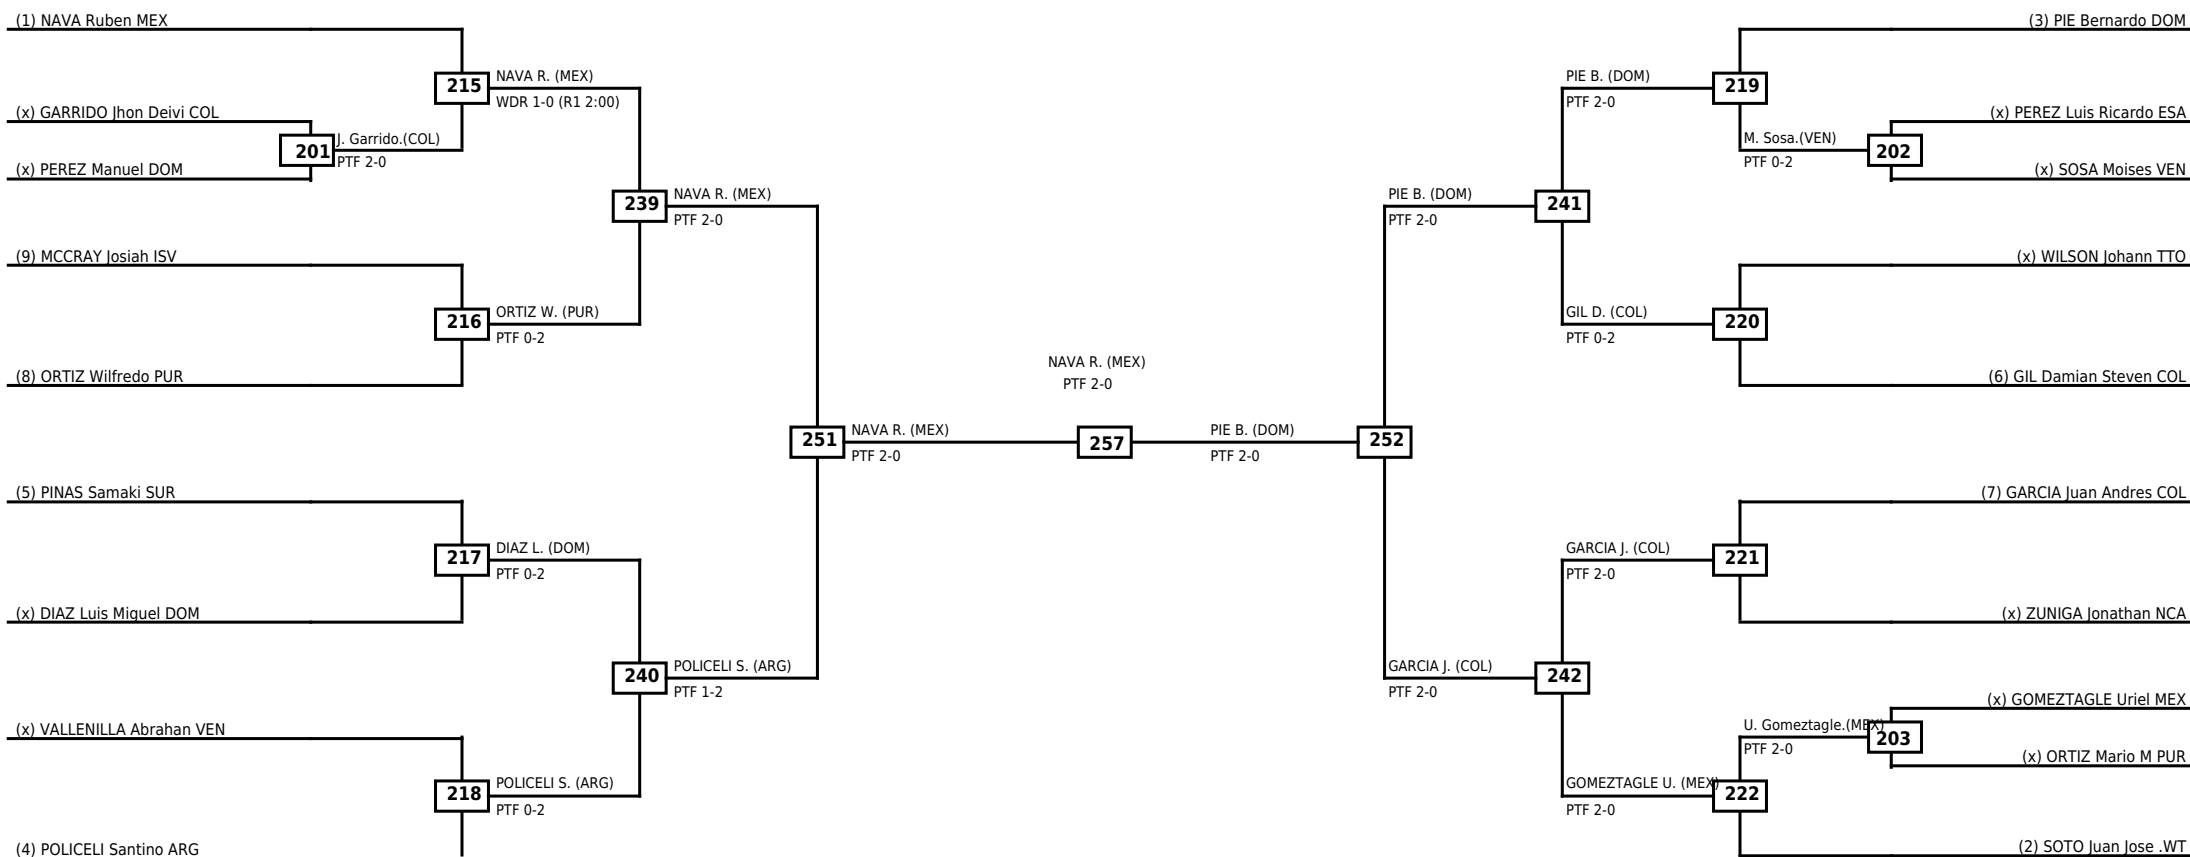 (1) NAVA Ruben MEX
215
NAVA R. (MEX)
WDR 1-0 (R1 2:00)
(x) GARRIDO Jhon Deivi COL
201
J. Garrido.(COL)
PTF 2-0
(x) PEREZ Manuel DOM
239
NAVA R. (MEX)
PTF 2-0
(9) MCCRAY Josiah ISV
216
ORTIZ W. (PUR)
PTF 0-2
(8) ORTIZ Wilfredo PUR
251
NAVA R. (MEX)
PTF 2-0
(5) PINAS Samaki SUR
217
DIAZ L. (DOM)
PTF 0-2
(x) DIAZ Luis Miguel DOM
240
POLICELI S. (ARG)
PTF 1-2
(x) VALLENILLA Abrahan VEN
218
POLICELI S. (ARG)
PTF 0-2
(4) POLICELI Santino ARG
NAVA R. (MEX)
PTF 2-0
257
PIE B. (DOM)
PTF 2-0
252
(3) PIE Bernardo DOM
PIE B. (DOM)
PTF 2-0
219
(x) PEREZ Luis Ricardo ESA
M. Sosa.(VEN)
PTF 0-2
202
(x) SOSA Moises VEN
PIE B. (DOM)
PTF 2-0
241
(x) WILSON Johann TTO
GIL D. (COL)
PTF 0-2
220
(6) GIL Damian Steven COL
(7) GARCIA Juan Andres COL
GARCIA J. (COL)
PTF 2-0
221
(x) ZUNIGA Jonathan NCA
GARCIA J. (COL)
PTF 2-0
242
(x) GOMEZTAGLE Uriel MEX
U. Gomeztagle.(MEX)
PTF 2-0
203
(x) ORTIZ Mario M PUR
GOMEZTAGLE U. (MEX)
PTF 2-0
222
(2) SOTO Juan Jose .WT